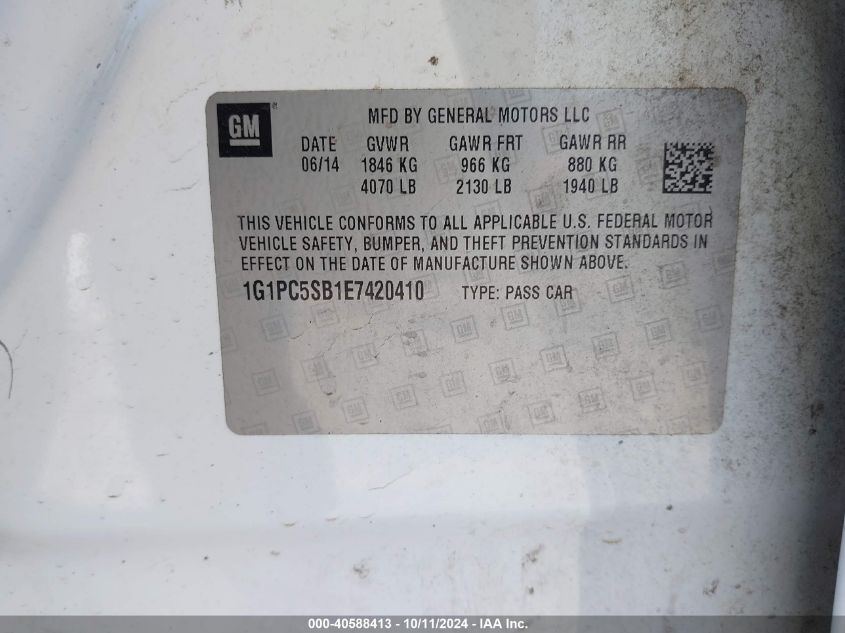 GM
MFD BY GENERAL MOTORS LLC
DATE GVWR GAWR FRT GAWR RR
06/14 1846 KG 966 KG 880 KG
4070 LB 2130 LB 1940 LB
THIS VEHICLE CONFORMS TO ALL APPLICABLE U.S. FEDERAL MOTOR
VEHICLE SAFETY, BUMPER, AND THEFT PREVENTION STANDARDS IN
EFFECT ON THE DATE OF MANUFACTURE SHOWN ABOVE.
1G1PC5SB1E7420410 TYPE: PASS CAR
000-40588413 - 10/11/2024 - IAA Inc.